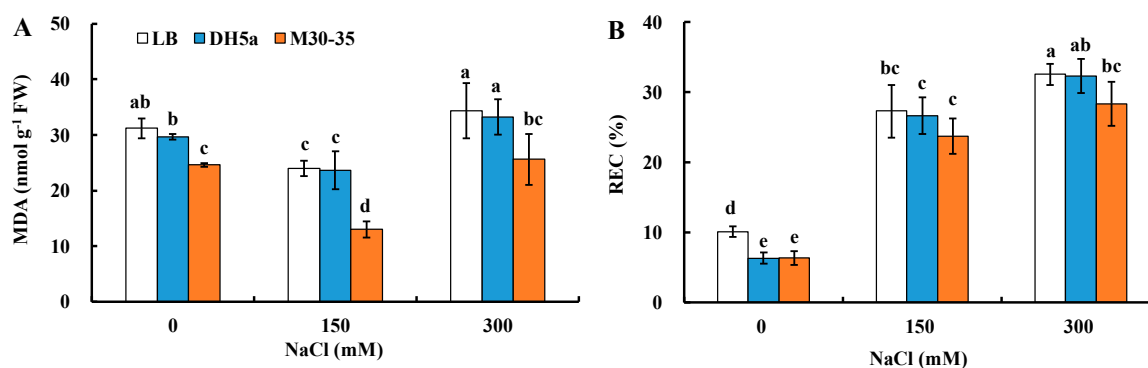 A
LB DH5a M30-35
MDA (nmol g⁻¹ FW)
50
40
30
20
10
0
ab b c
c c d
a a bc
0 150 300
NaCl (mM)
B
REC (%)
40
30
20
10
0
d e e
bc c c
a ab bc
0 150 300
NaCl (mM)